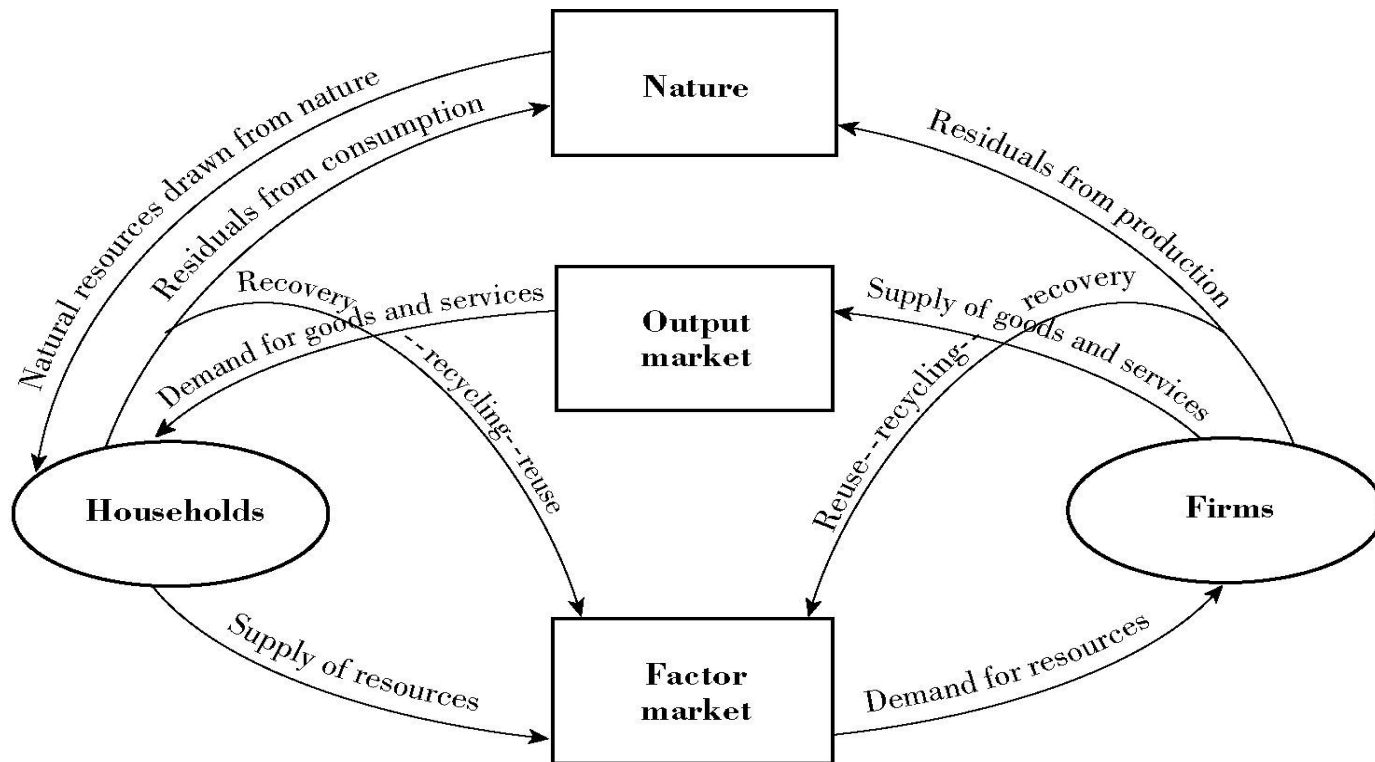 Nature
Natural resources drawn from nature
Residuals from consumption
Residuals from production
Recovery--recycling--reuse
Demand for goods and services
Output
market
Supply of goods and services
Reuse--recycling--recovery
Households
Firms
Supply of resources
Factor
market
Demand for resources